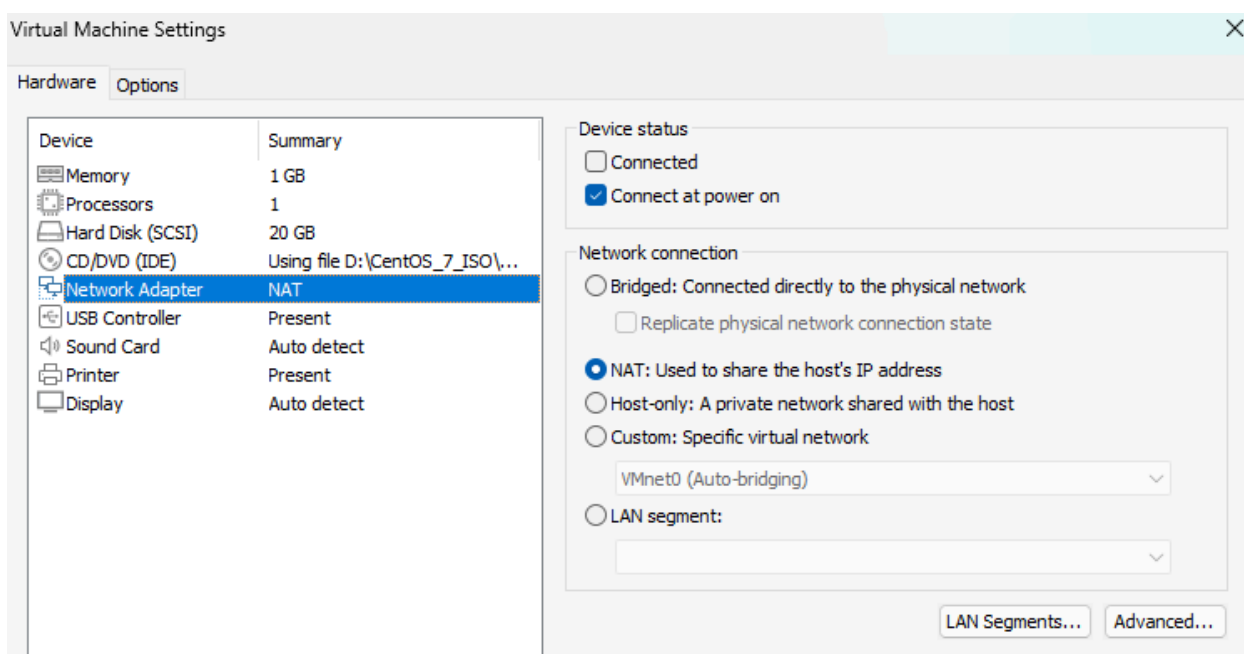 Virtual Machine Settings
Hardware Options
Device Summary
Memory 1 GB
Processors 1
Hard Disk (SCSI) 20 GB
CD/DVD (IDE) Using file D:\CentOS_7_ISO\...
Network Adapter NAT
USB Controller Present
Sound Card Auto detect
Printer Present
Display Auto detect
Device status
Connected
Connect at power on
Network connection
Bridged: Connected directly to the physical network
Replicate physical network connection state
NAT: Used to share the host's IP address
Host-only: A private network shared with the host
Custom: Specific virtual network
VMnet0 (Auto-bridging)
LAN segment:
LAN Segments... Advanced...